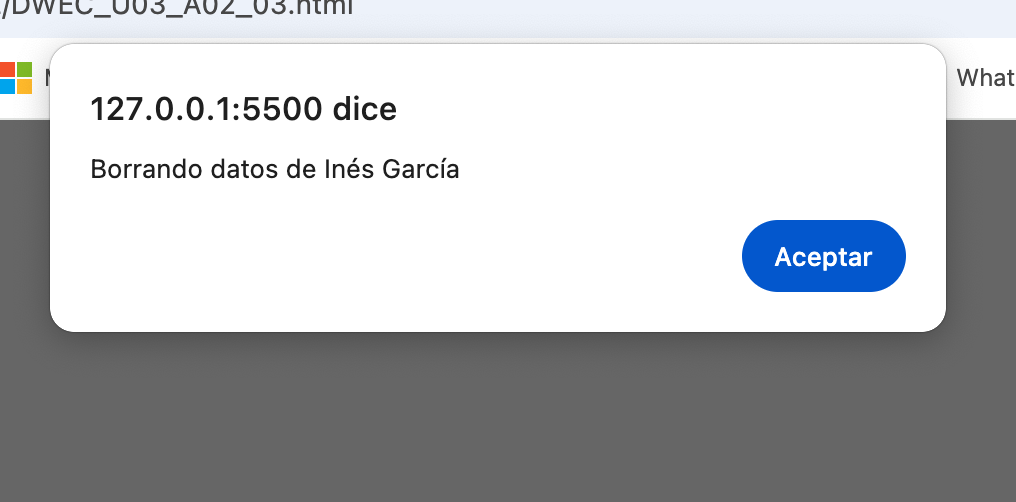 /DWEC_U03_A02_03.html
What
127.0.0.1:5500 dice
Borrando datos de Inés García
Aceptar